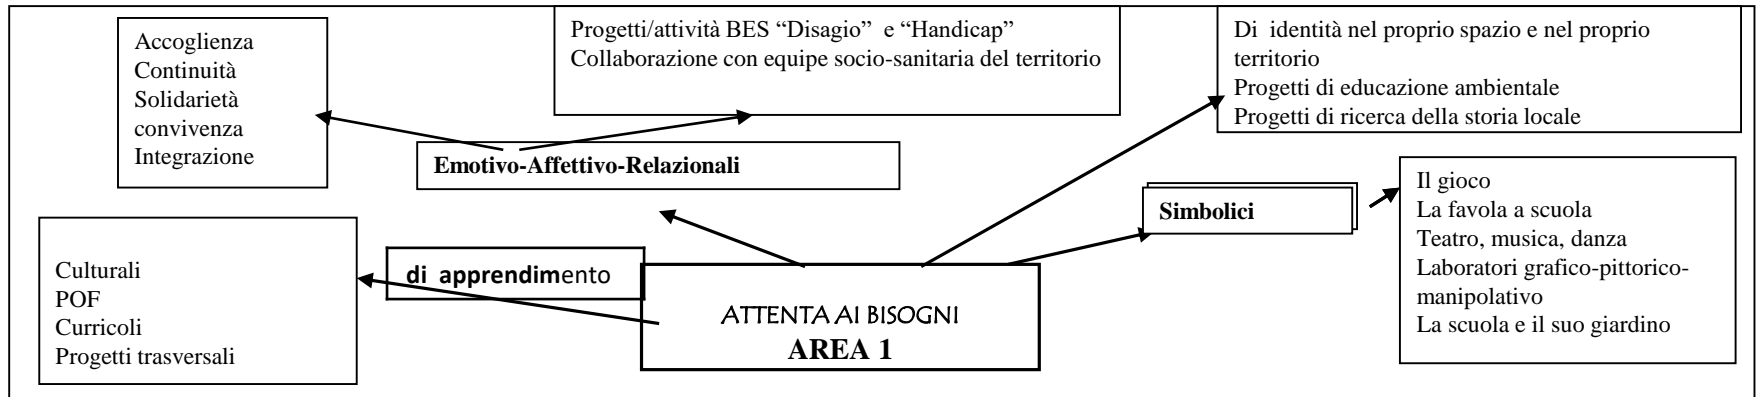 Accoglienza
Continuità
Solidarietà
convivenza
Integrazione
Progetti/attività BES “Disagio”  e “Handicap”
Collaborazione con equipe socio-sanitaria del territorio
Di  identità nel proprio spazio e nel proprio
territorio
Progetti di educazione ambientale
Progetti di ricerca della storia locale
Emotivo-Affettivo-Relazionali
Simbolici
Il gioco
La favola a scuola
Teatro, musica, danza
Laboratori grafico-pittorico-
manipolativo
La scuola e il suo giardino
Culturali
POF
Curricoli
Progetti trasversali
di  apprendimento
ATTENTA AI BISOGNI
AREA 1